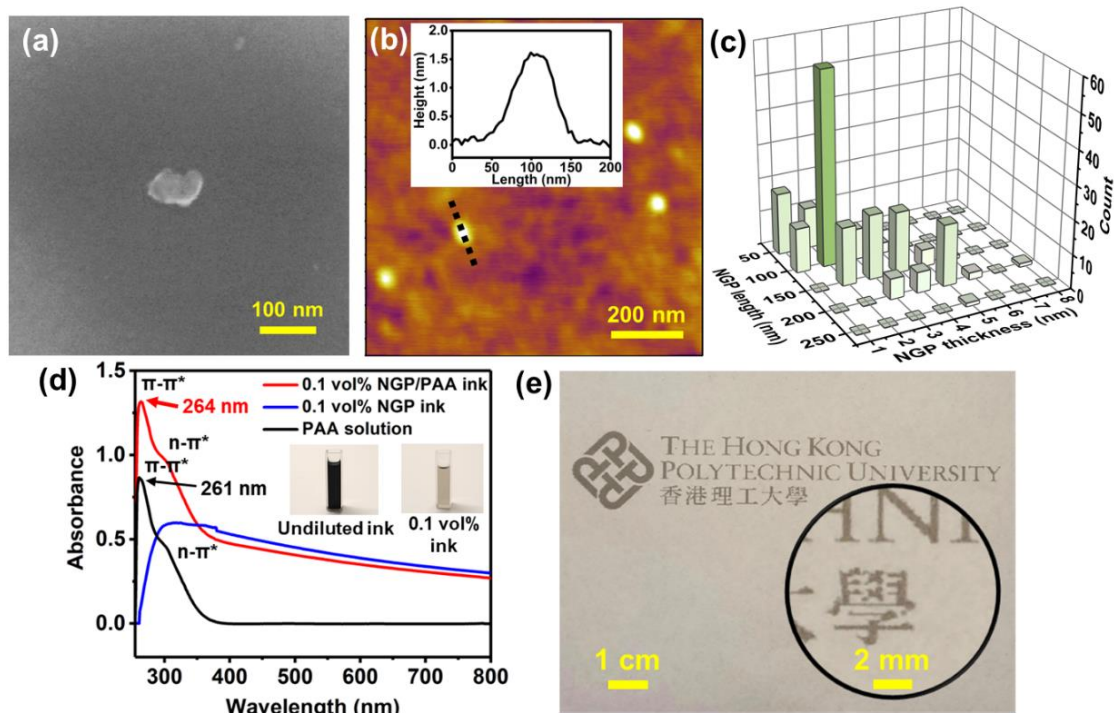 (a)
100 nm
(b)
Height (nm)
2.0
1.5
1.0
0.5
0.0
0 50 100 150 200
Length (nm)
200 nm
(c)
Count
60
50
40
30
20
10
0
50
100
150
200
250
NGP length (nm)
1
2
3
4
5
6
7
8
NGP thickness (nm)
(d)
Absorbance
1.5
1.0
0.5
0.0
π-π*
264 nm
n-π*
π-π*
261 nm
n-π*
0.1 vol% NGP/PAA ink
0.1 vol% NGP ink
PAA solution
Undiluted ink
0.1 vol%
ink
300 400 500 600 700 800
Wavelength (nm)
(e)
THE HONG KONG
POLYTECHNIC UNIVERSITY
香港理工大學
學
1 cm
2 mm